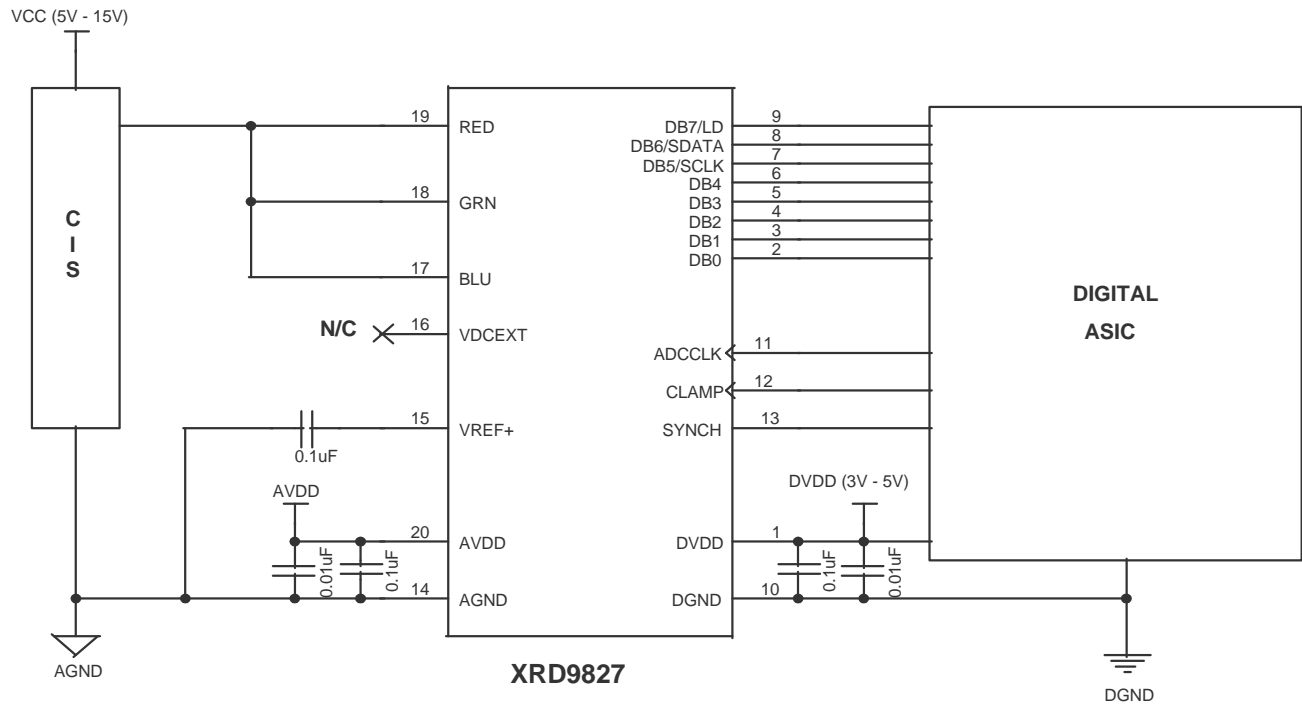 VCC (5V - 15V)
C
I
S
19 RED
18 GRN
17 BLU
N/C 16 VDCEXT
15 VREF+
0.1uF
AVDD
20 AVDD
0.01uF
0.1uF
14 AGND
AGND
DB7/LD 9
DB6/SDATA 8
DB5/SCLK 7
DB4 6
DB3 5
DB2 4
DB1 3
DB0 2
ADCCLK 11
CLAMP 12
SYNCH 13
DVDD (3V - 5V)
DVDD 1
0.1uF
0.01uF
DGND 10
DIGITAL
ASIC
DGND
XRD9827